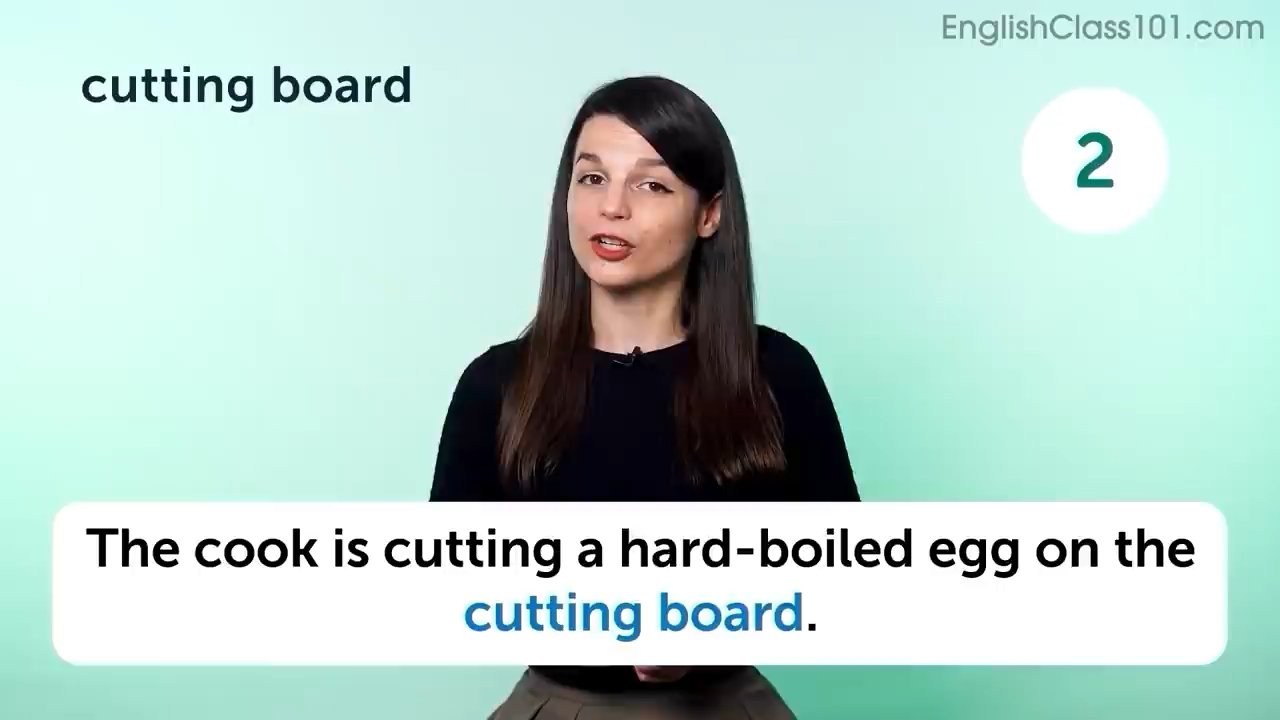 EnglishClass101.com
cutting board
2
The cook is cutting a hard-boiled egg on the
cutting board.